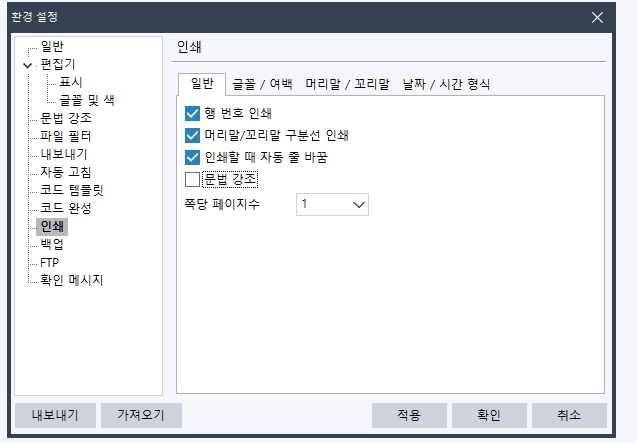 환경 설정
일반
편집기
표시
글꼴 및 색
문법 강조
파일 필터
내보내기
자동 고침
코드 템플릿
코드 완성
인쇄
백업
FTP
확인 메시지
인쇄
일반 글꼴 / 여백 머리말 / 꼬리말 날짜 / 시간 형식
행 번호 인쇄
머리말/꼬리말 구분선 인쇄
인쇄할 때 자동 줄 바꿈
문법 강조
쪽당 페이지수 1
내보내기 가져오기 적용 확인 취소